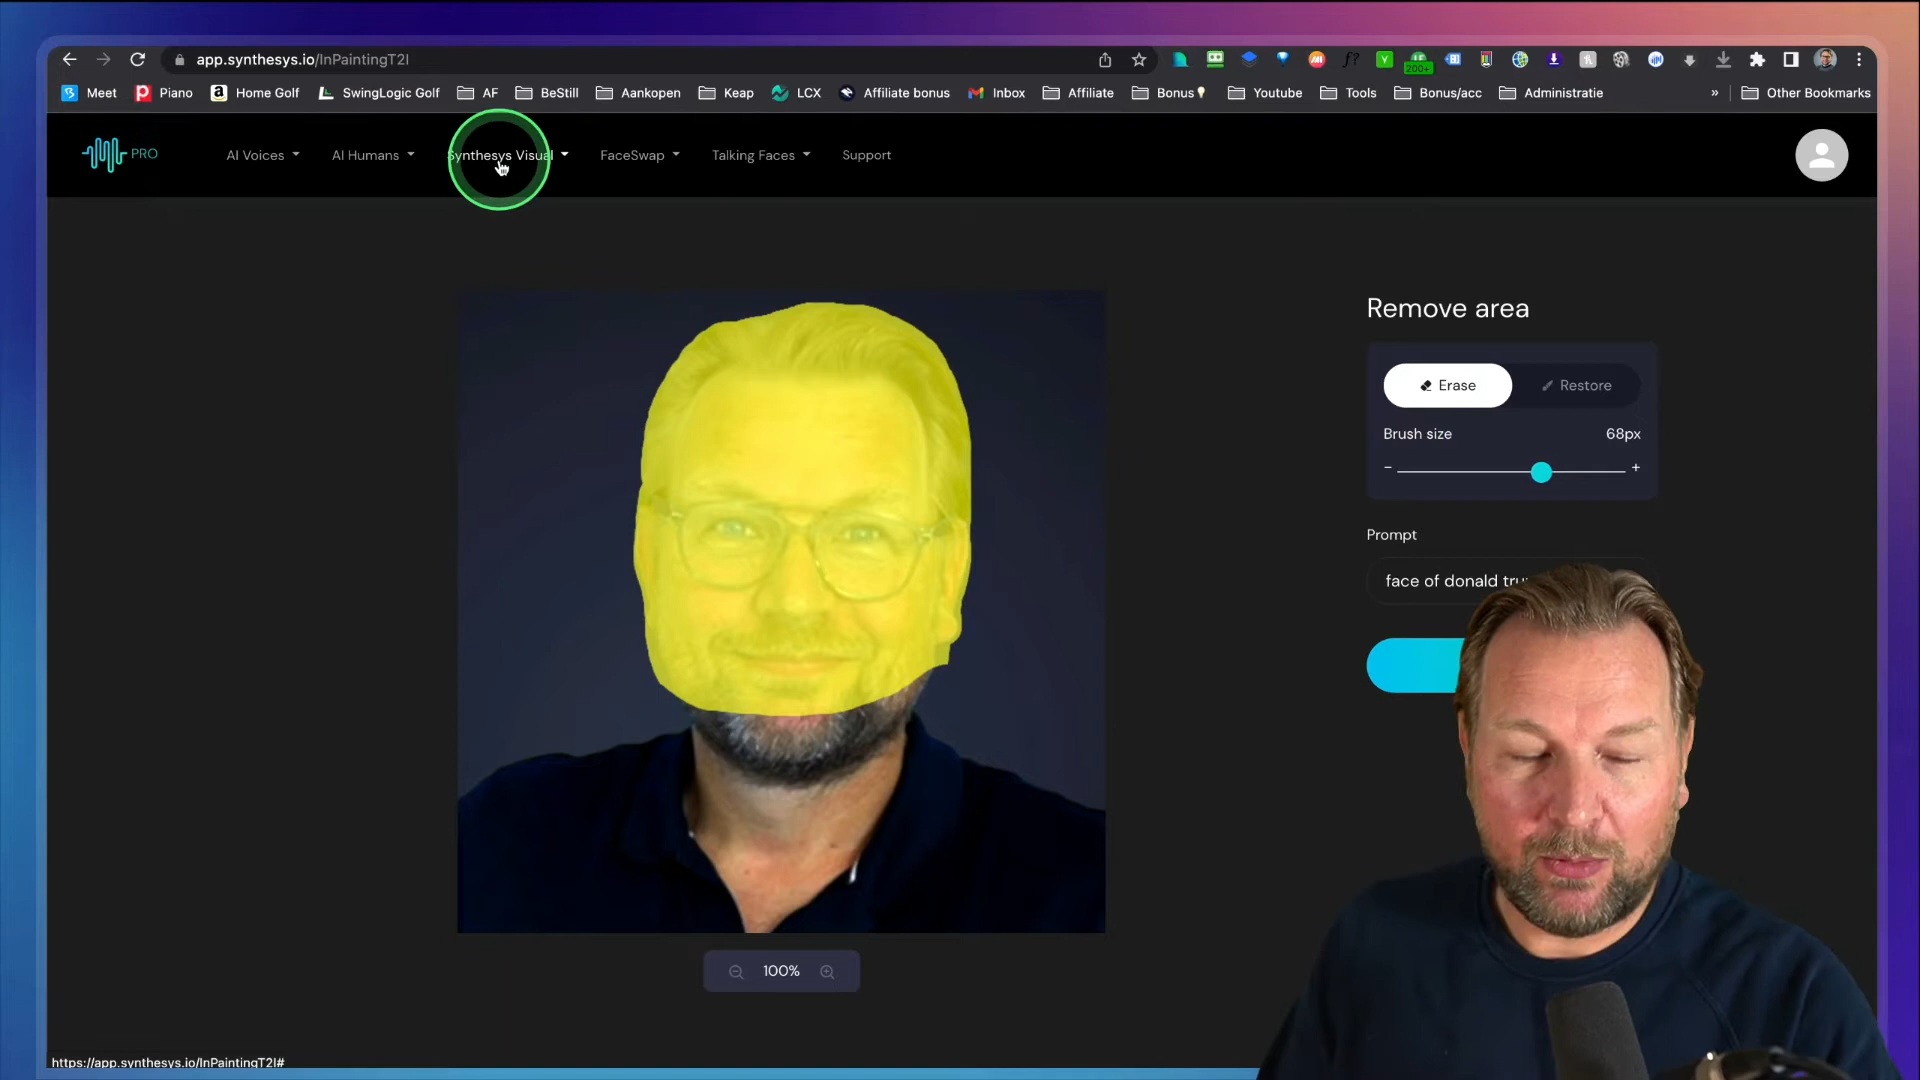 app.synthesys.io/InPaintingT2I
200+
Meet Piano Home Golf SwingLogic Golf AF BeStill Aankopen Keap LCX Affiliate bonus Inbox Affiliate Bonus Youtube Tools Bonus/acc Administratie » Other Bookmarks
PRO AI Voices AI Humans Synthesys Visual FaceSwap Talking Faces Support
Remove area
Erase Restore
Brush size 68px
- +
Prompt
face of donald tru
100%
https://app.synthesys.io/InPaintingT2I#